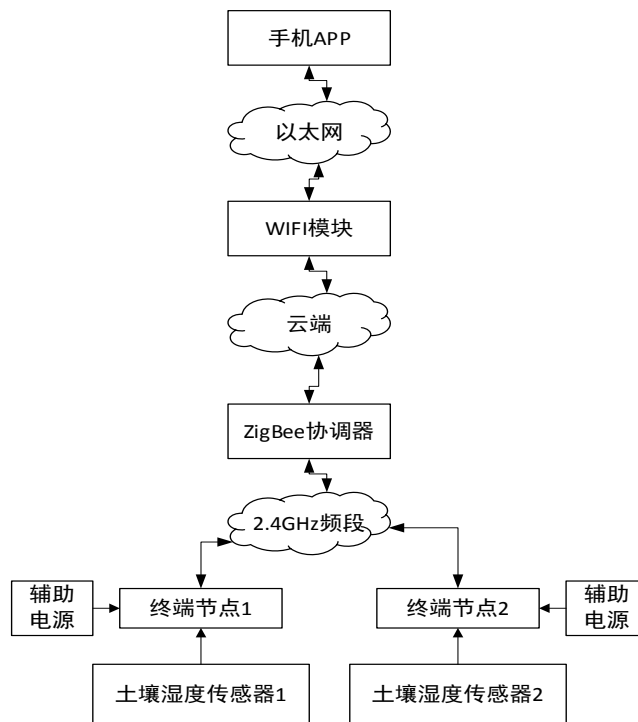 手机APP
以太网
WIFI模块
云端
ZigBee协调器
2.4GHz频段
辅助
电源
终端节点1
终端节点2
辅助
电源
土壤湿度传感器1
土壤湿度传感器2